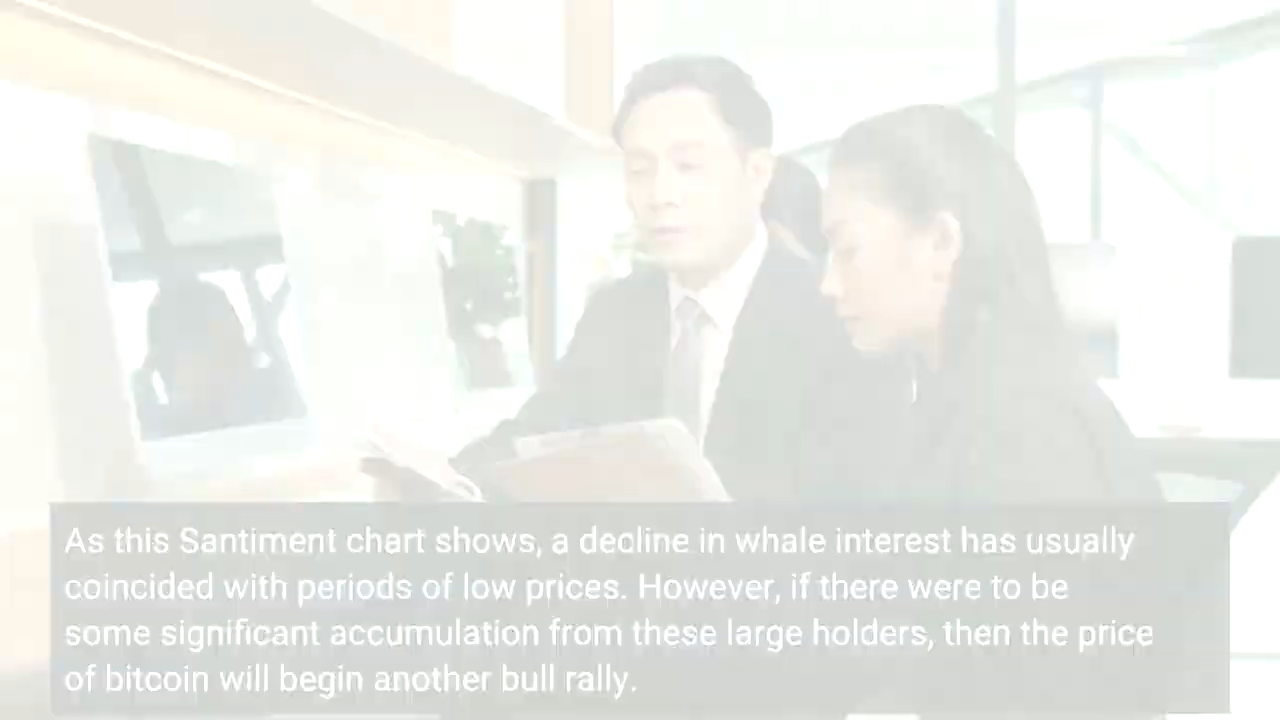 As this Santiment chart shows, a decline in whale interest has usually
coincided with periods of low prices. However, if there were to be
some significant accumulation from these large holders, then the price
of bitcoin will begin another bull rally.